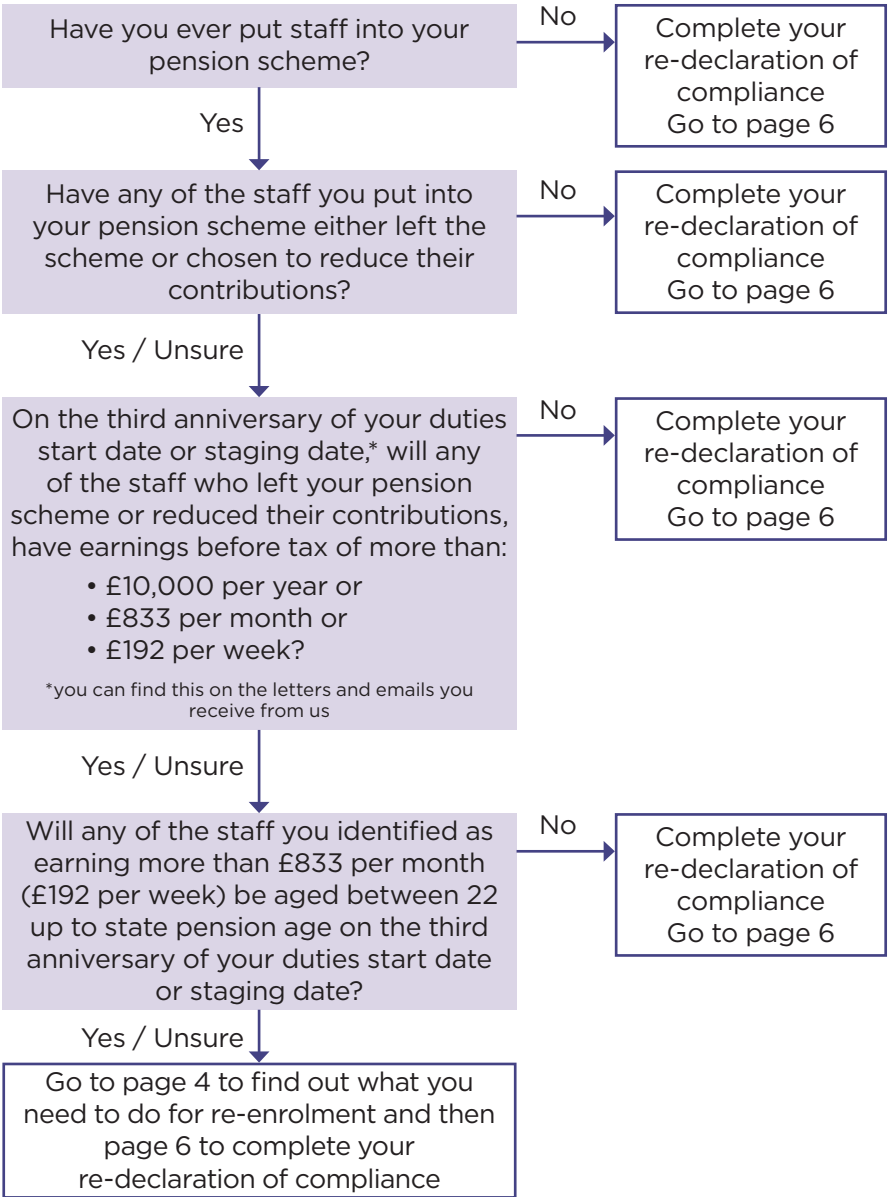 Have you ever put staff into your
pension scheme?
No
Complete your
re-declaration of
compliance
Go to page 6
Yes
Have any of the staff you put into
your pension scheme either left the
scheme or chosen to reduce their
contributions?
No
Complete your
re-declaration of
compliance
Go to page 6
Yes / Unsure
On the third anniversary of your duties
start date or staging date,* will any
of the staff who left your pension
scheme or reduced their contributions,
have earnings before tax of more than:
• £10,000 per year or
• £833 per month or
• £192 per week?
*you can find this on the letters and emails you
receive from us
No
Complete your
re-declaration of
compliance
Go to page 6
Yes / Unsure
Will any of the staff you identified as
earning more than £833 per month
(£192 per week) be aged between 22
up to state pension age on the third
anniversary of your duties start date
or staging date?
No
Complete your
re-declaration of
compliance
Go to page 6
Yes / Unsure
Go to page 4 to find out what you
need to do for re-enrolment and then
page 6 to complete your
re-declaration of compliance